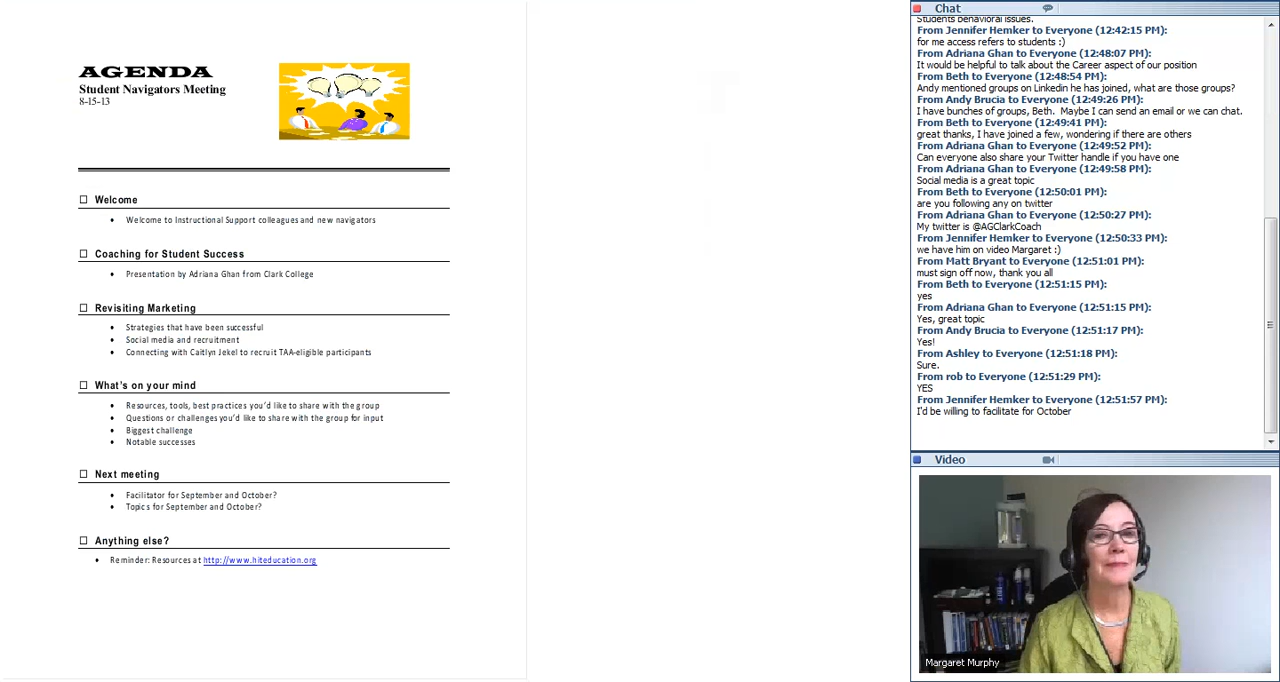 AGENDA
Student Navigators Meeting
8-15-13
Welcome
Welcome to Instructional Support colleagues and new navigators
Coaching for Student Success
Presentation by Adriana Ghan from Clark College
Revisiting Marketing
Strategies that have been successful
Social media and recruitment
Connecting with Caitlyn Jekel to recruit TAA-eligible participants
What's on your mind
Resources, tools, best practices you'd like to share with the group
Questions or challenges you'd like to share with the group for input
Biggest challenge
Notable successes
Next meeting
Facilitator for September and October?
Topics for September and October?
Anything else?
Reminder: Resources at http://www.hiteducation.org
Chat
Students behavioral issues.
From Jennifer Hemker to Everyone (12:42:15 PM):
for me access refers to students :)
From Adriana Ghan to Everyone (12:48:07 PM):
It would be helpful to talk about the Career aspect of our position
From Beth to Everyone (12:48:54 PM):
Andy mentioned groups on Linkedin he has joined, what are those groups?
From Andy Brucia to Everyone (12:49:26 PM):
I have bunches of groups, Beth. Maybe I can send an email or we can chat.
From Beth to Everyone (12:49:41 PM):
great thanks, I have joined a few, wondering if there are others
From Adriana Ghan to Everyone (12:49:52 PM):
Can everyone also share your Twitter handle if you have one
From Adriana Ghan to Everyone (12:49:58 PM):
Social media is a great topic
From Beth to Everyone (12:50:01 PM):
are you following any on twitter
From Adriana Ghan to Everyone (12:50:27 PM):
My twitter is @AGClarkCoach
From Jennifer Hemker to Everyone (12:50:33 PM):
we have him on video Margaret :)
From Matt Bryant to Everyone (12:51:01 PM):
must sign off now, thank you all
From Beth to Everyone (12:51:15 PM):
yes
From Adriana Ghan to Everyone (12:51:15 PM):
Yes, great topic
From Andy Brucia to Everyone (12:51:17 PM):
Yes!
From Ashley to Everyone (12:51:18 PM):
Sure.
From rob to Everyone (12:51:29 PM):
YES
From Jennifer Hemker to Everyone (12:51:57 PM):
I'd be willing to facilitate for October
Video
Margaret Murphy